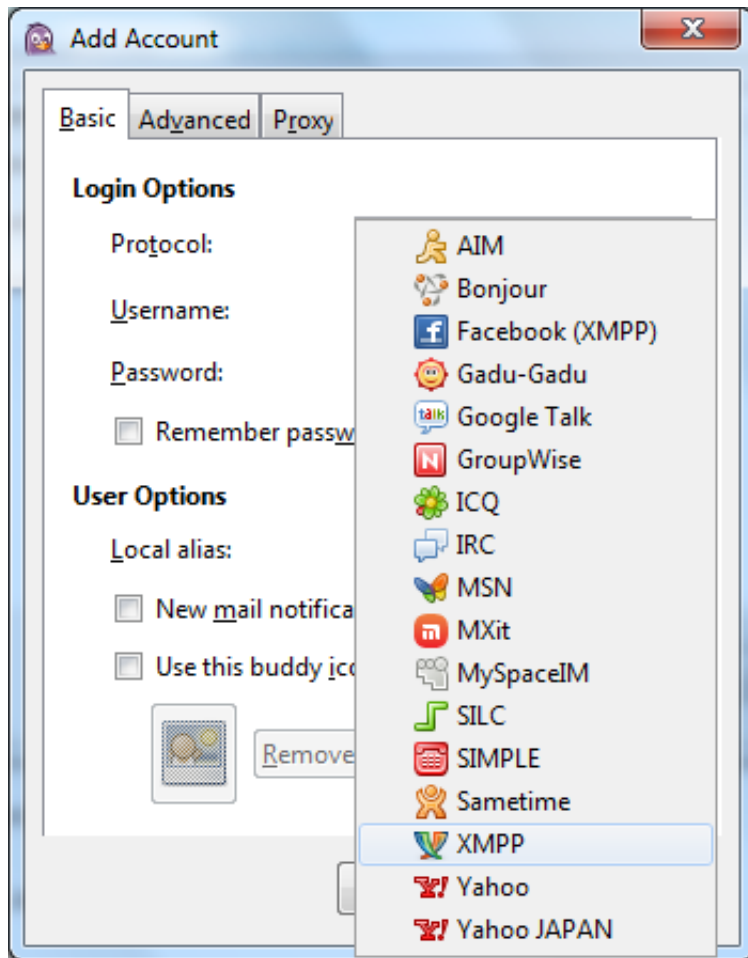 Add Account
Basic Advanced Proxy
Login Options
Protocol:
Username:
Password:
Remember passw
User Options
Local alias:
New mail notifica
Use this buddy ico
Remove
AIM
Bonjour
Facebook (XMPP)
Gadu-Gadu
talk Google Talk
N GroupWise
ICQ
IRC
MSN
m MXit
MySpaceIM
SILC
SIMPLE
Sametime
XMPP
Y! Yahoo
Y! Yahoo JAPAN